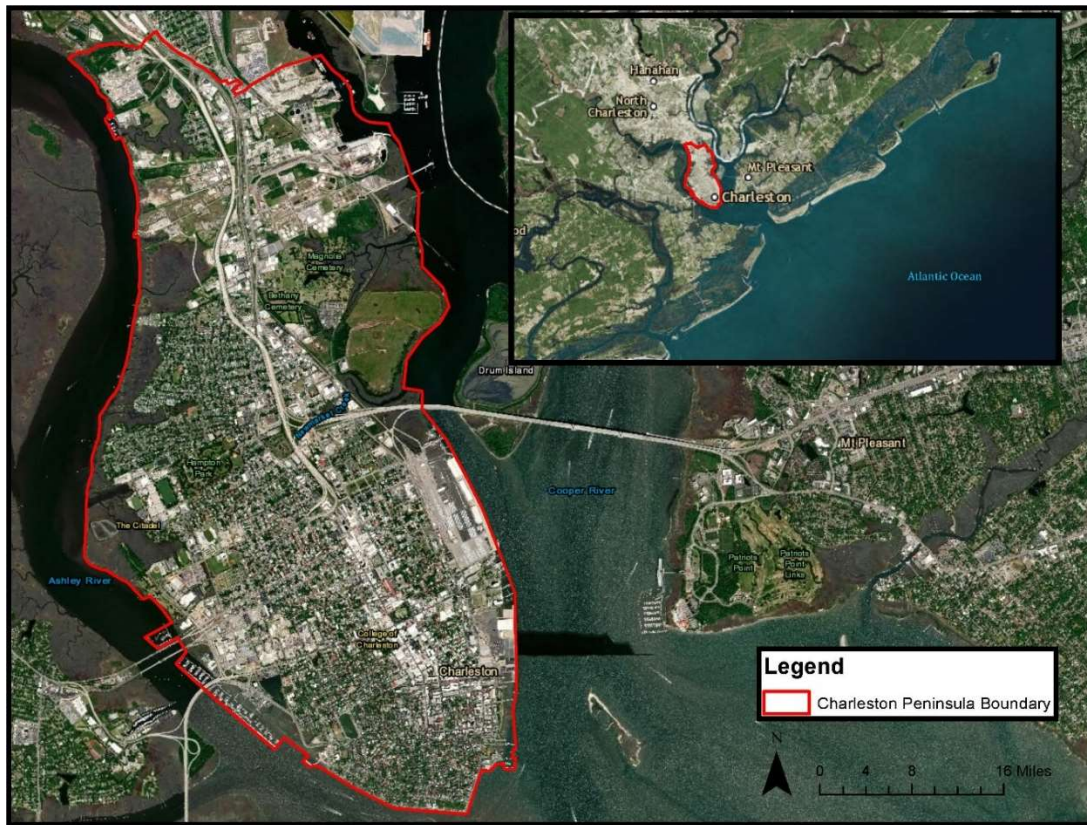 Hanahan
North
Charleston
Mt Pleasant
Charleston
od
Atlantic Ocean
Magnolia
Cemetery
Bethany
Cemetery
Drum Island
Mt Pleasant
Hampton
Park
Cooper River
The Citadel
Patriots
Point
Patriots
Point
Links
Ashley River
College of
Charleston
Charleston
Legend
Charleston Peninsula Boundary
N
0 4 8 16 Miles